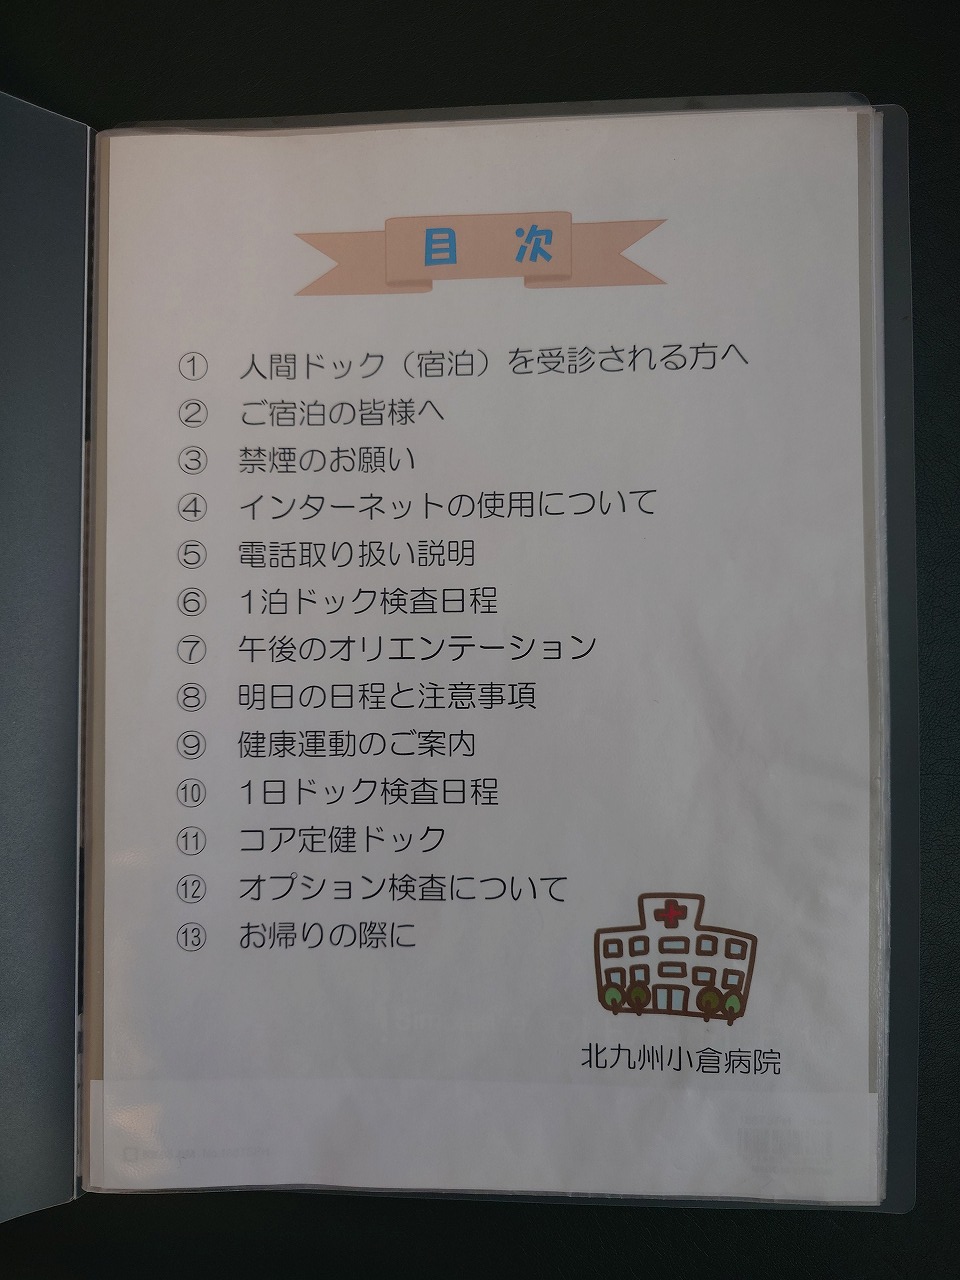 目 次
① 人間ドック（宿泊）を受診される方へ
② ご宿泊の皆様へ
③ 禁煙のお願い
④ インターネットの使用について
⑤ 電話取り扱い説明
⑥ 1泊ドック検査日程
⑦ 午後のオリエンテーション
⑧ 明日の日程と注意事項
⑨ 健康運動のご案内
⑩ 1日ドック検査日程
⑪ コア定健ドック
⑫ オプション検査について
⑬ お帰りの際に
北九州小倉病院